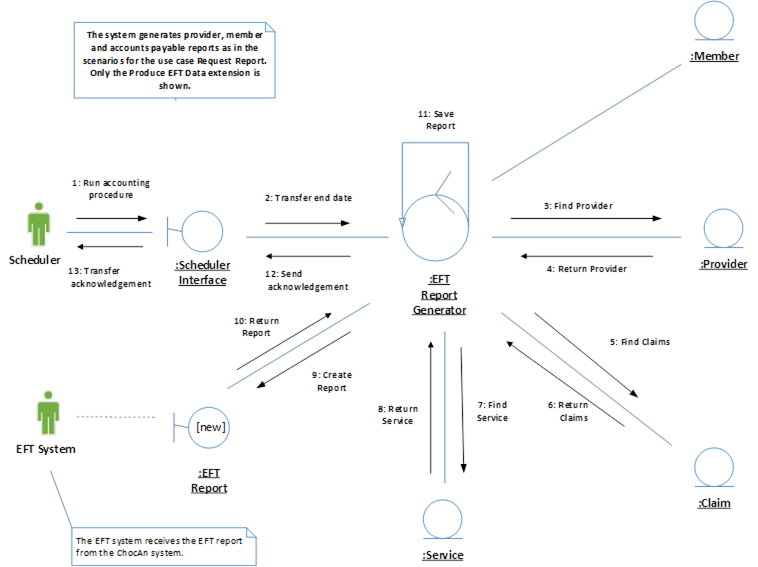 The system generates provider, member
and accounts payable reports as in the
scenarios for the use case Request Report.
Only the Produce EFT Data extension is
shown.
:Member
11: Save
Report
1: Run accounting
procedure
2: Transfer end date
3: Find Provider
Scheduler
13: Transfer
acknowledgement
:Scheduler
Interface
12: Send
acknowledgement
:EFT
Report
Generator
4: Return Provider
:Provider
10: Return
Report
9: Create
Report
5: Find Claims
8: Return
Service
7: Find
Service
6: Return
Claims
EFT System
[new]
:EFT
Report
:Claim
The EFT system receives the EFT report
from the ChocAn system.
:Service